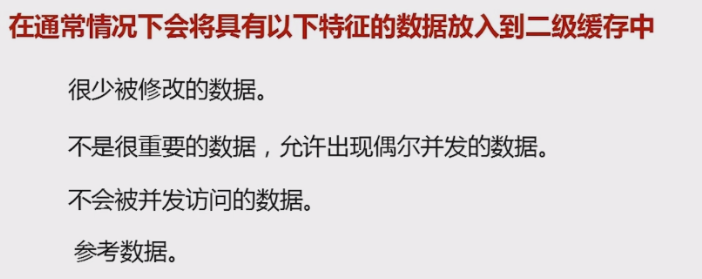 在通常情况下会将具有以下特征的数据放入到二级缓存中
很少被修改的数据。
不是很重要的数据，允许出现偶尔并发的数据。
不会被并发访问的数据。
参考数据。